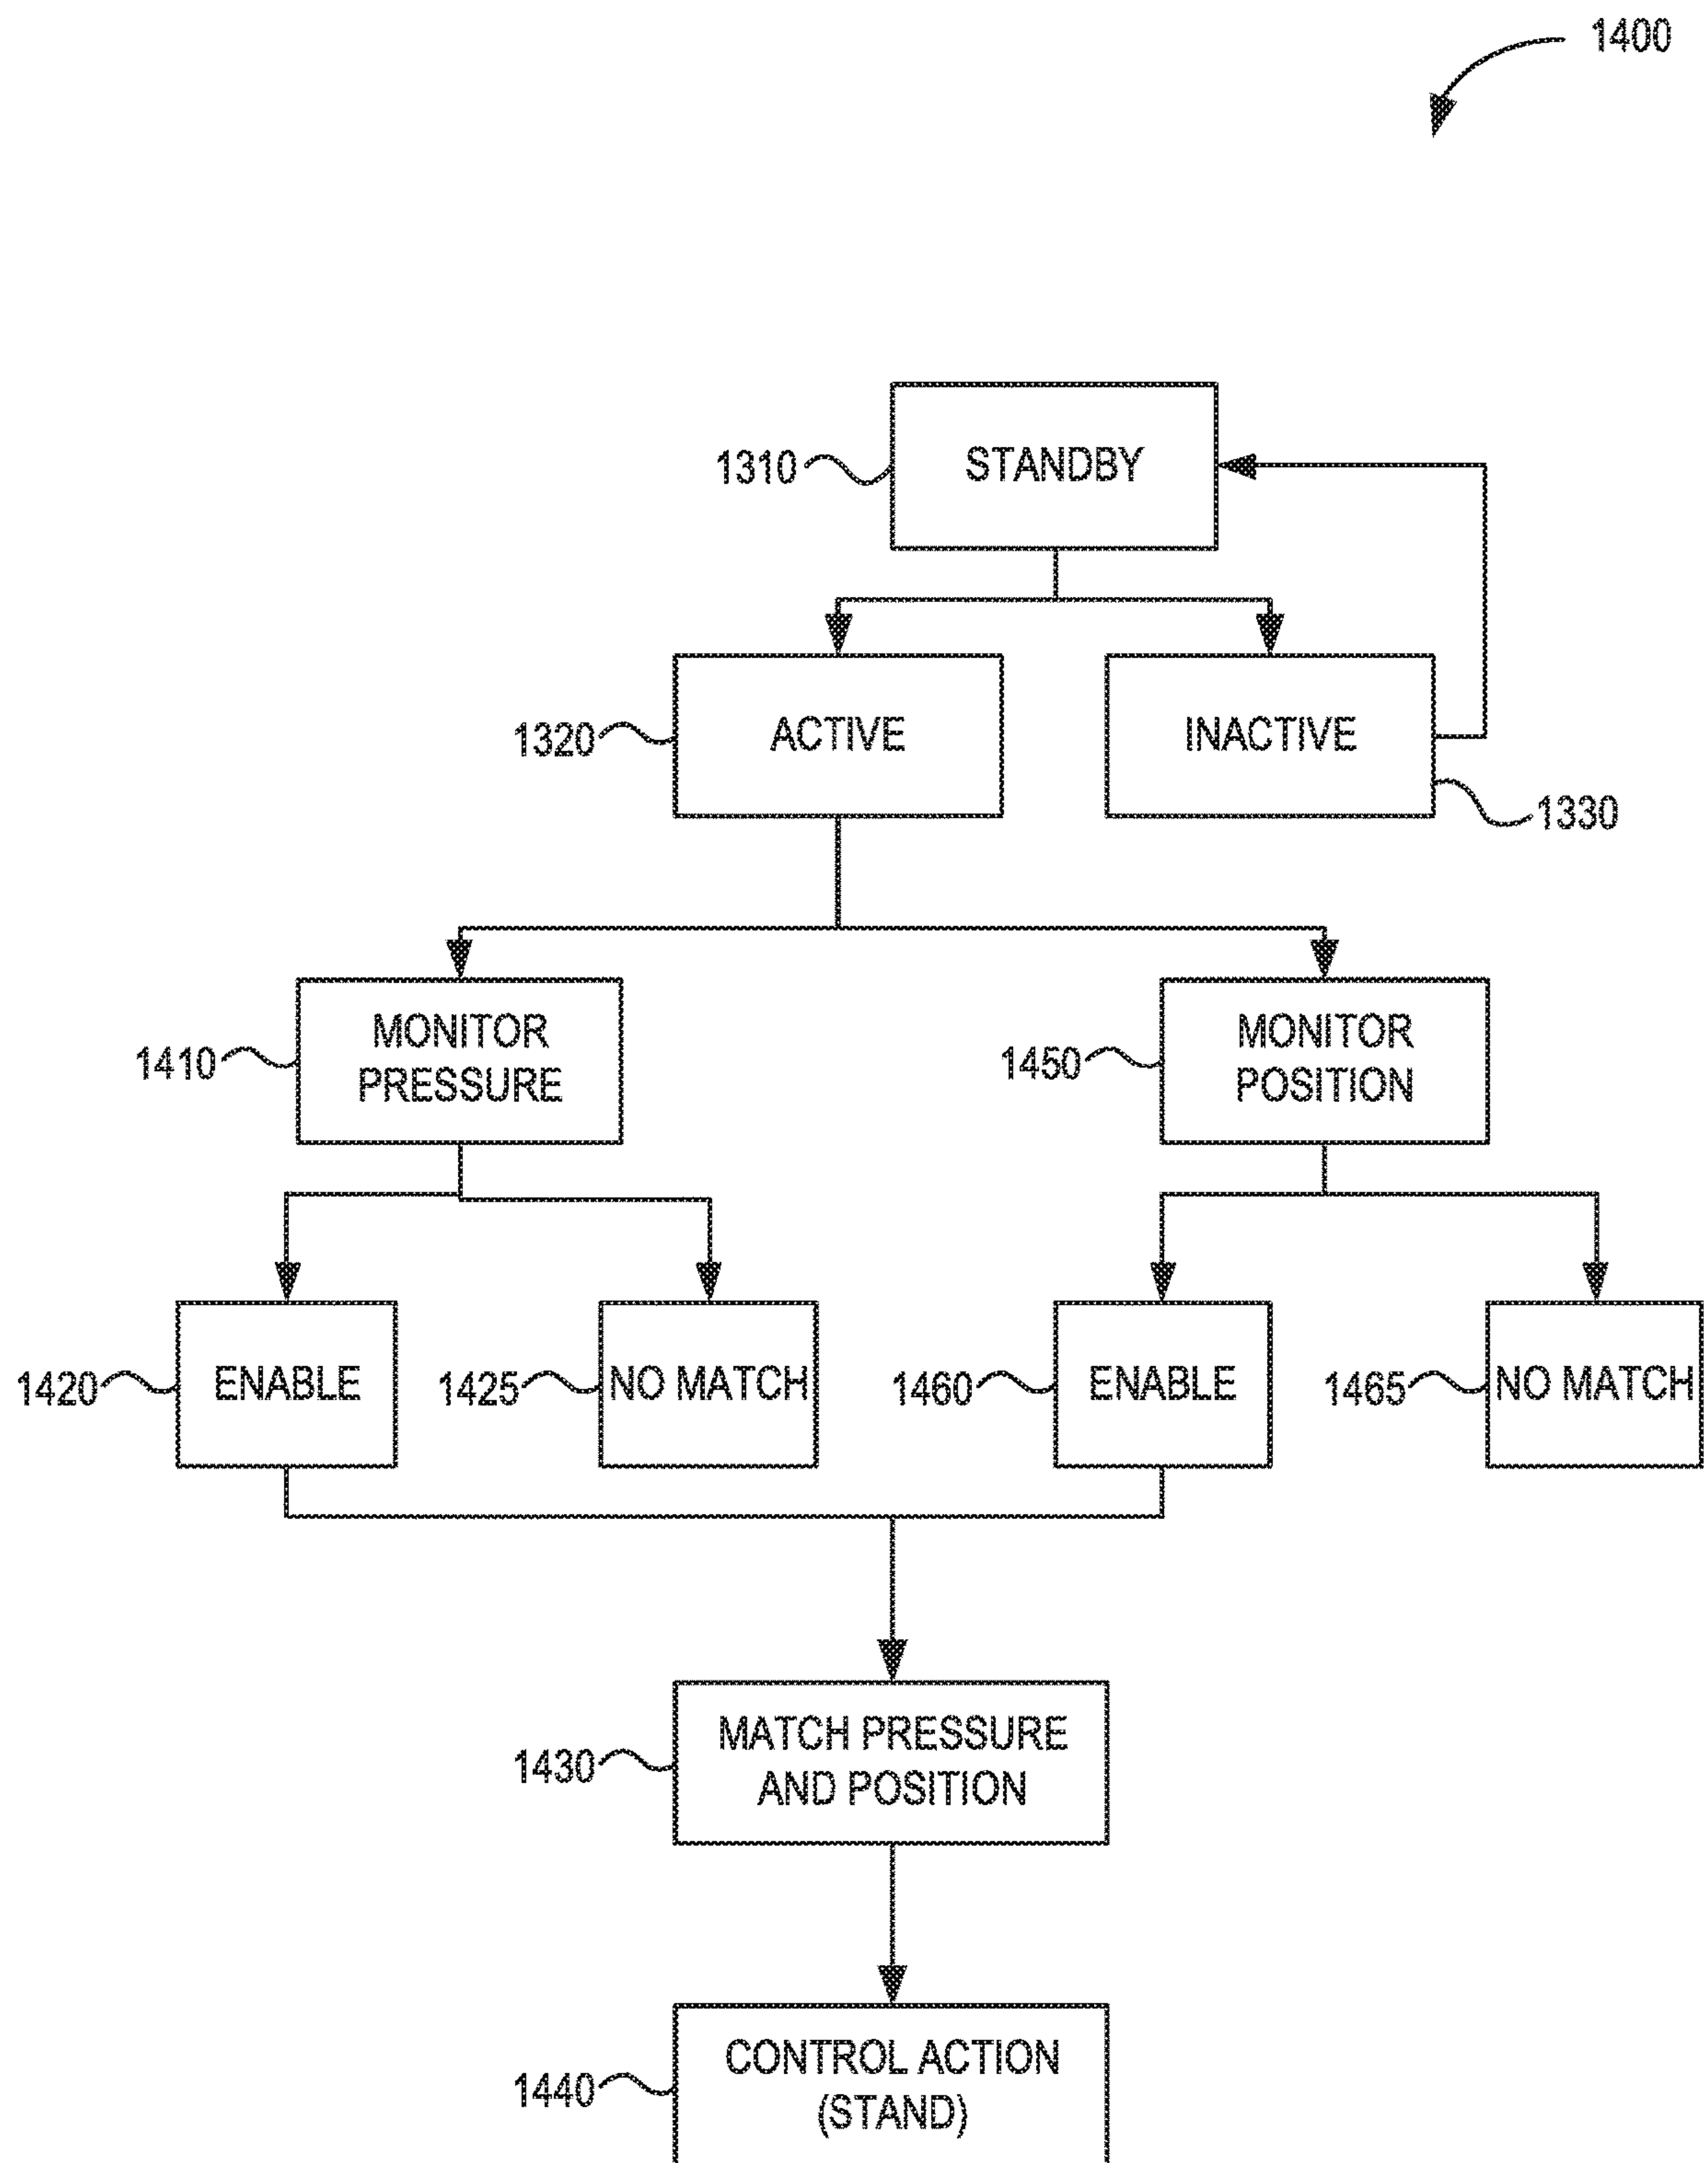 1400
1310
STANDBY
1320
ACTIVE
INACTIVE
1330
1410
MONITOR
PRESSURE
1450
MONITOR
POSITION
1420
ENABLE
1425
NO MATCH
1460
ENABLE
1465
NO MATCH
1430
MATCH PRESSURE
AND POSITION
1440
CONTROL ACTION
(STAND)